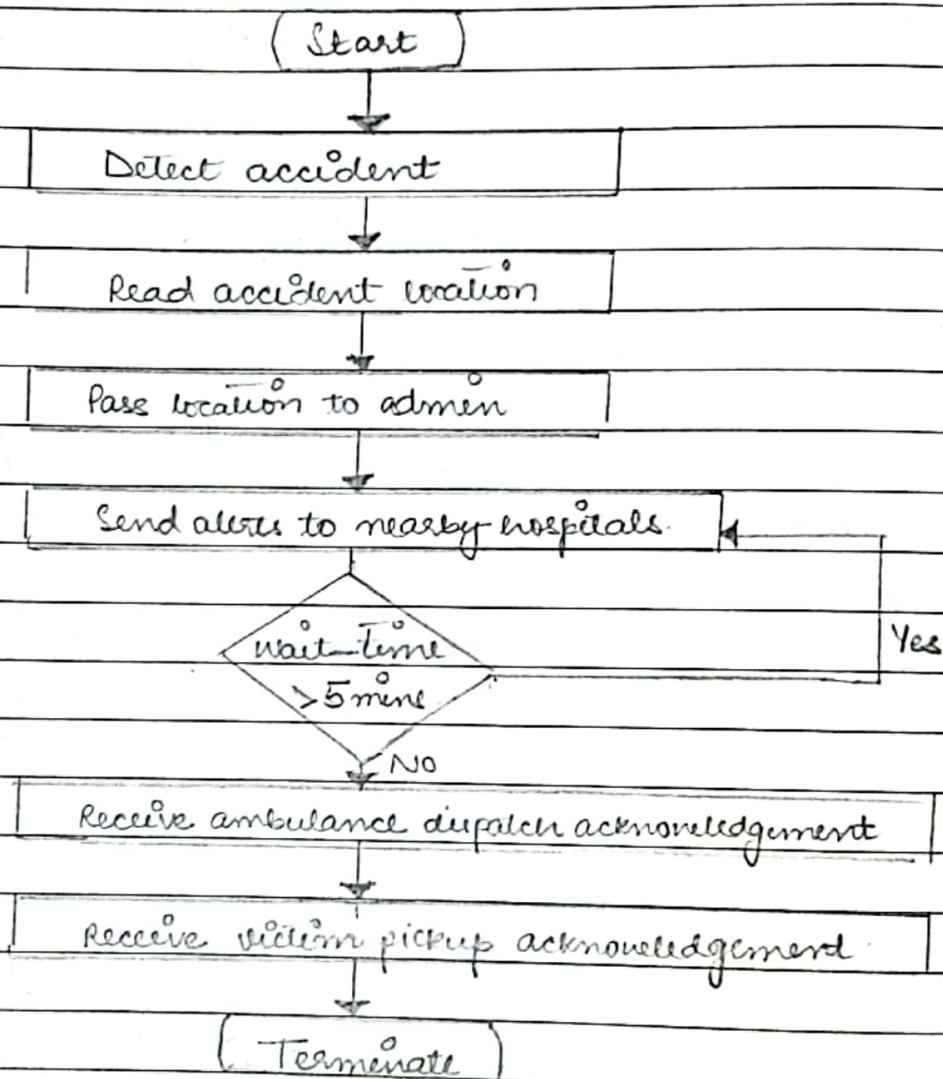 Start
Detect accident
Read accident location
Pass location to admin
Send alerts to nearby hospitals.
wait time
>5 mins
Yes
NO
Receive ambulance dispatch acknowledgement
Receive victim pickup acknowledgement
Terminate